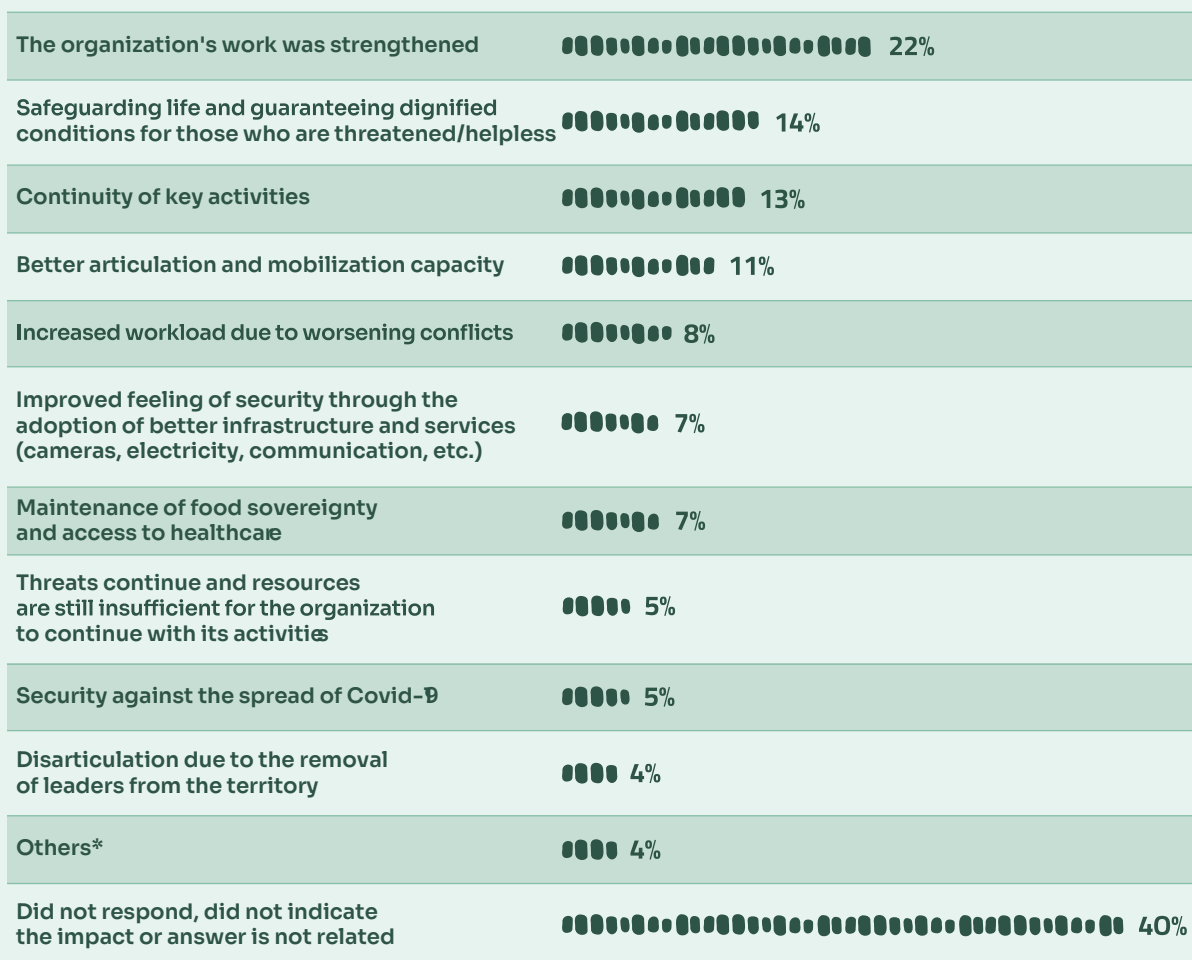 The organization's work was strengthened 22%
Safeguarding life and guaranteeing dignified
conditions for those who are threatened/helpless 14%
Continuity of key activities 13%
Better articulation and mobilization capacity 11%
Increased workload due to worsening conflicts 8%
Improved feeling of security through the
adoption of better infrastructure and services 7%
(cameras, electricity, communication, etc.)
Maintenance of food sovereignty
and access to healthcare 7%
Threats continue and resources
are still insufficient for the organization 5%
to continue with its activities
Security against the spread of Covid-19 5%
Disarticulation due to the removal
of leaders from the territory 4%
Others* 4%
Did not respond, did not indicate
the impact or answer is not related 40%